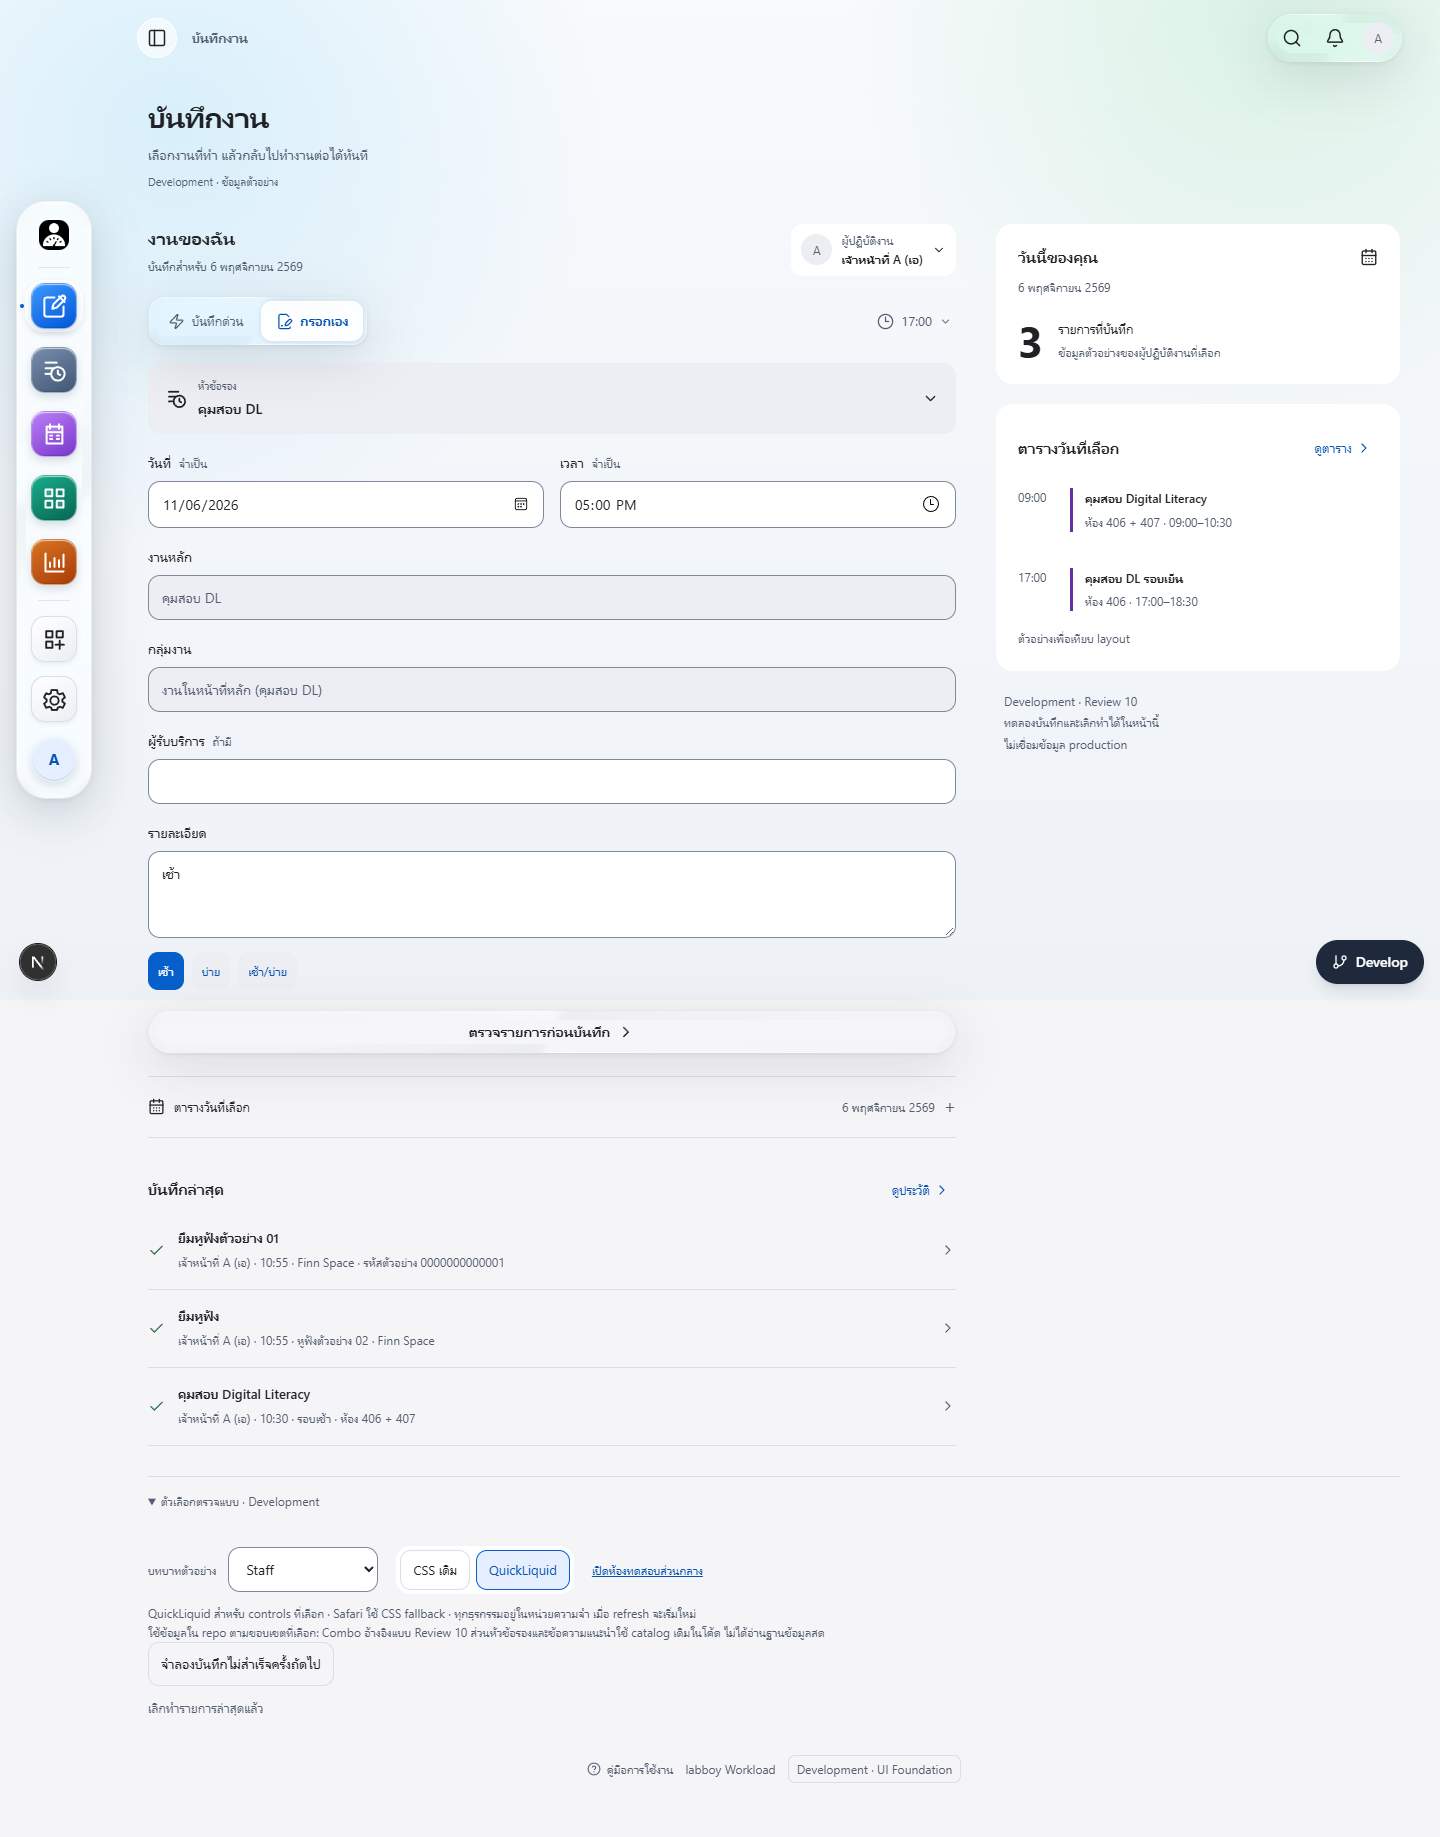 บันทึกงาน
A
บันทึกงาน
เลือกงานที่ทำ แล้วกลับไปทำงานต่อได้ทันที
Development · ข้อมูลตัวอย่าง
งานของฉัน
บันทึกสำหรับ 6 พฤศจิกายน 2569
A
ผู้ปฏิบัติงาน
เจ้าหน้าที่ A (เอ)
บันทึกด่วน
กรอกเอง
17:00
หัวข้อรอง
คุมสอบ DL
วันที่ จำเป็น
เวลา จำเป็น
11/06/2026
05:00 PM
งานหลัก
คุมสอบ DL
กลุ่มงาน
งานในหน้าที่หลัก (คุมสอบ DL)
ผู้รับบริการ ถ้ามี
รายละเอียด
เช้า
เช้า
บ่าย
เช้า/บ่าย
ตรวจรายการก่อนบันทึก
ตารางวันที่เลือก
6 พฤศจิกายน 2569 +
บันทึกล่าสุด
ดูประวัติ
ยืมหูฟังตัวอย่าง 01
เจ้าหน้าที่ A (เอ) · 10:55 · Finn Space · รหัสตัวอย่าง 0000000000001
ยืมหูฟัง
เจ้าหน้าที่ A (เอ) · 10:55 · หูฟังตัวอย่าง 02 · Finn Space
คุมสอบ Digital Literacy
เจ้าหน้าที่ A (เอ) · 10:30 · รอบเช้า · ห้อง 406 + 407
วันนี้ของคุณ
6 พฤศจิกายน 2569
3
รายการที่บันทึก
ข้อมูลตัวอย่างของผู้ปฏิบัติงานที่เลือก
ตารางวันที่เลือก
ดูตาราง
09:00
คุมสอบ Digital Literacy
ห้อง 406 + 407 · 09:00–10:30
17:00
คุมสอบ DL รอบเย็น
ห้อง 406 · 17:00–18:30
ตัวอย่างเพื่อเทียบ layout
Development · Review 10
ทดลองบันทึกและเลิกทำได้ในหน้านี้
ไม่เชื่อมข้อมูล production
A
N
Develop
ตัวเลือกตรวจแบบ · Development
บทบาทตัวอย่าง
Staff
CSS เดิม
QuickLiquid
เปิดห้องทดสอบส่วนกลาง
QuickLiquid สำหรับ controls ที่เลือก · Safari ใช้ CSS fallback · ทุกธุรกรรมอยู่ในหน่วยความจำ เมื่อ refresh จะเริ่มใหม่
ใช้ข้อมูลใน repo ตามขอบเขตที่เลือก: Combo อ้างอิงแบบ Review 10 ส่วนหัวข้อรองและข้อความแนะนำใช้ catalog เดิมในโค้ด ไม่ได้อ่านฐานข้อมูลสด
จำลองบันทึกไม่สำเร็จครั้งถัดไป
เลิกทำรายการล่าสุดแล้ว
คู่มือการใช้งาน
labboy Workload
Development · UI Foundation